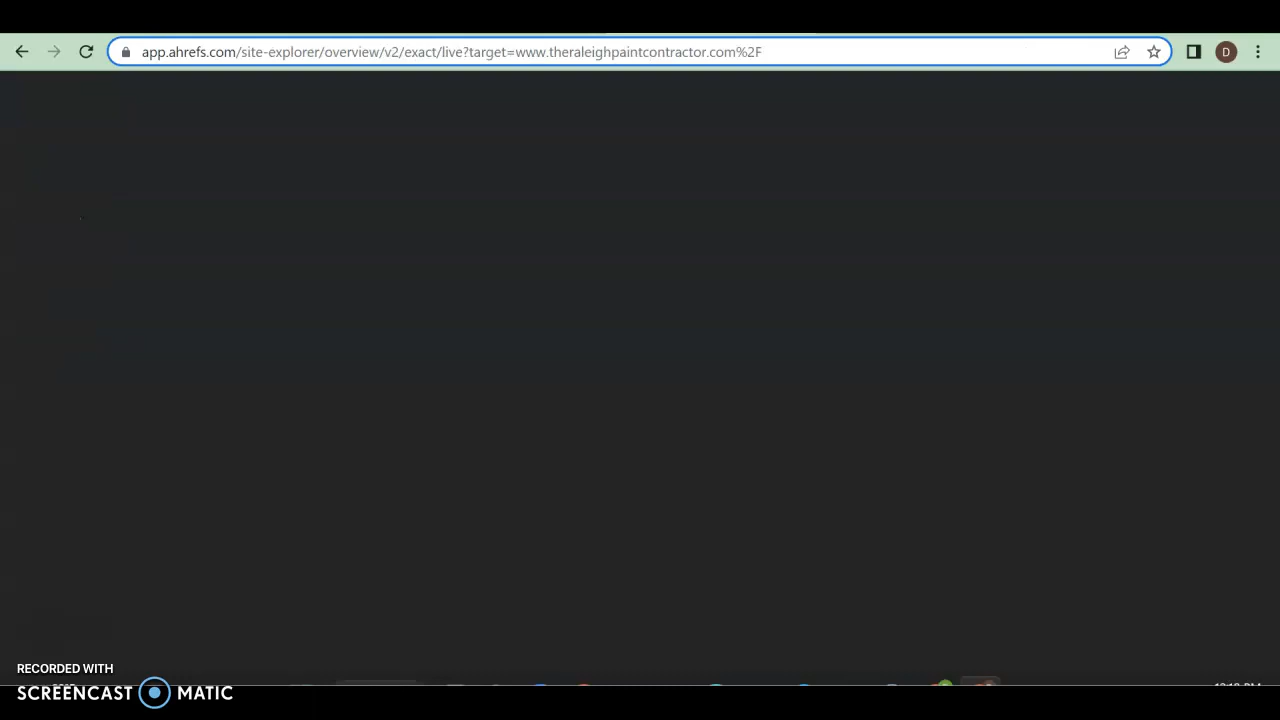 app.ahrefs.com/site-explorer/overview/v2/exact/live?target=www.theraleighpaintcontractor.com%2F
D
RECORDED WITH
SCREENCAST MATIC